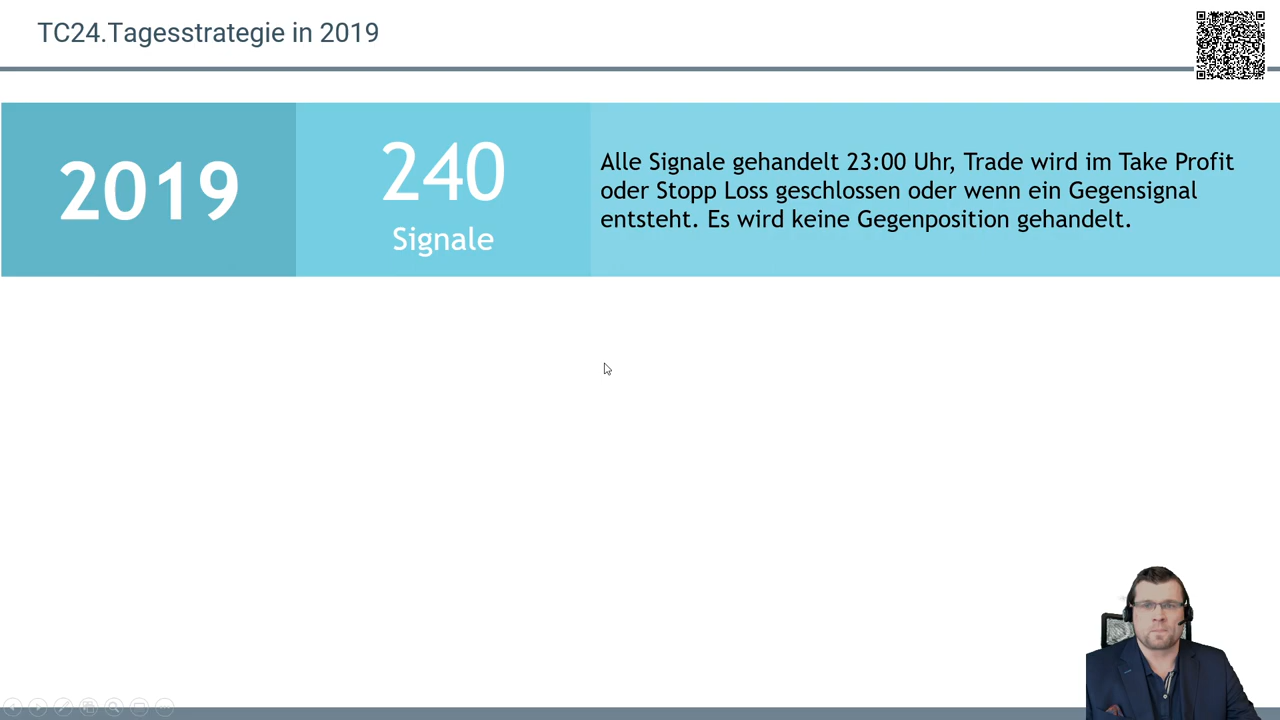 TC24.Tagesstrategie in 2019
2019
240
Signale
Alle Signale gehandelt 23:00 Uhr, Trade wird im Take Profit
oder Stopp Loss geschlossen oder wenn ein Gegensignal
entsteht. Es wird keine Gegenposition gehandelt.